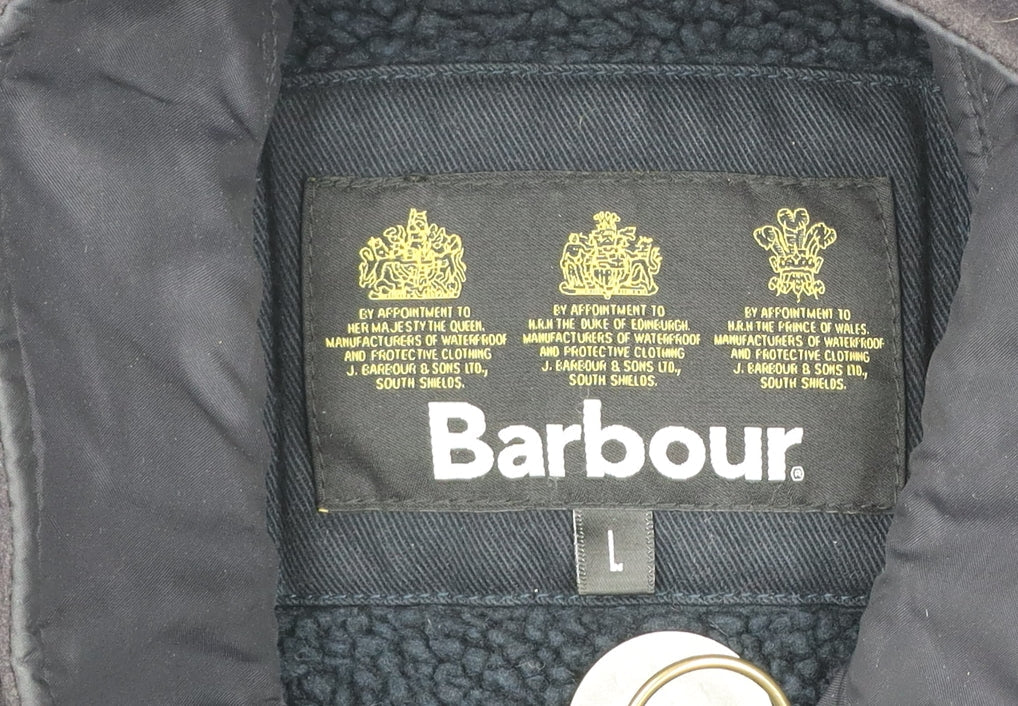 BY APPOINTMENT TO
HER MAJESTY THE QUEEN,
MANUFACTURERS OF WATERPROOF
AND PROTECTIVE CLOTHING
J. BARBOUR & SONS LTD.,
SOUTH SHIELDS.
BY APPOINTMENT TO
H.R.H THE DUKE OF EDINBURGH.
MANUFACTURERS OF WATERPROOF
AND PROTECTIVE CLOTHING
J. BARBOUR & SONS LTD.,
SOUTH SHIELDS.
BY APPOINTMENT TO
H.R.H THE PRINCE OF WALES.
MANUFACTURERS OF WATERPROOF
AND PROTECTIVE CLOTHING
J. BARBOUR & SONS LTD.,
SOUTH SHIELDS.
Barbour®
L